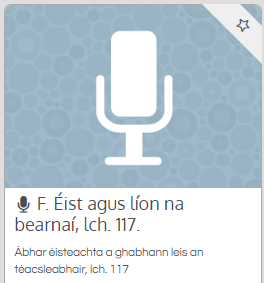 F. Éist agus líon na
bearnaí, lch. 117.
Ábhar éisteachta a ghabhann leis an
téacsleabhair, lch. 117